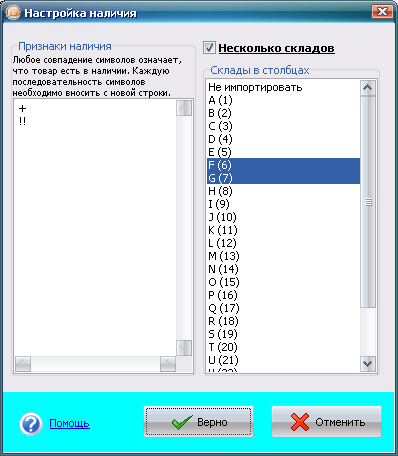 Настройка наличия
Признаки наличия
Любое совпадение символов означает,
что товар есть в наличии. Каждую
последовательность символов
необходимо вносить с новой строки.
+
!!
Несколько складов
Склады в столбцах
Не импортировать
A (1)
B (2)
C (3)
D (4)
E (5)
F (6)
G (7)
H (8)
I (9)
J (10)
K (11)
L (12)
M (13)
N (14)
O (15)
P (16)
Q (17)
R (18)
S (19)
T (20)
U (21)
Помощь
Верно
Отменить